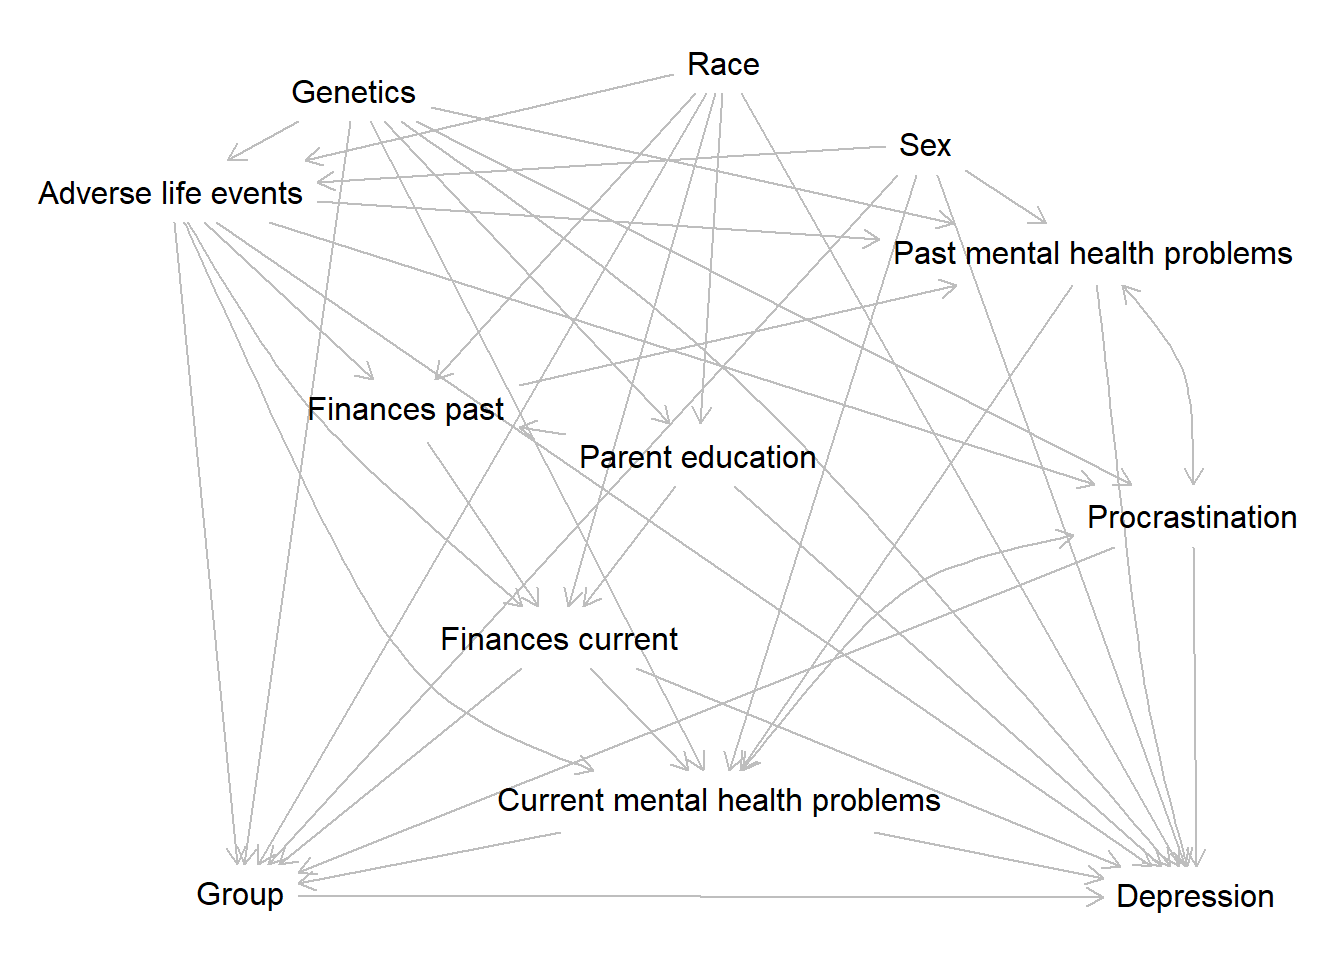 Race
Genetics
Sex
Adverse life events
Past mental health problems
Finances past
Parent education
Procrastination
Finances current
Current mental health problems
Group
Depression